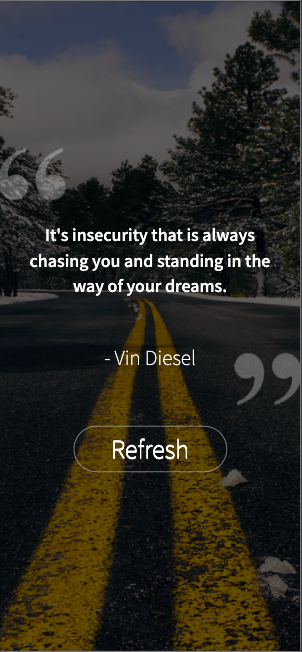 “
It's insecurity that is always
chasing you and standing in the
way of your dreams.
- Vin Diesel
”
Refresh